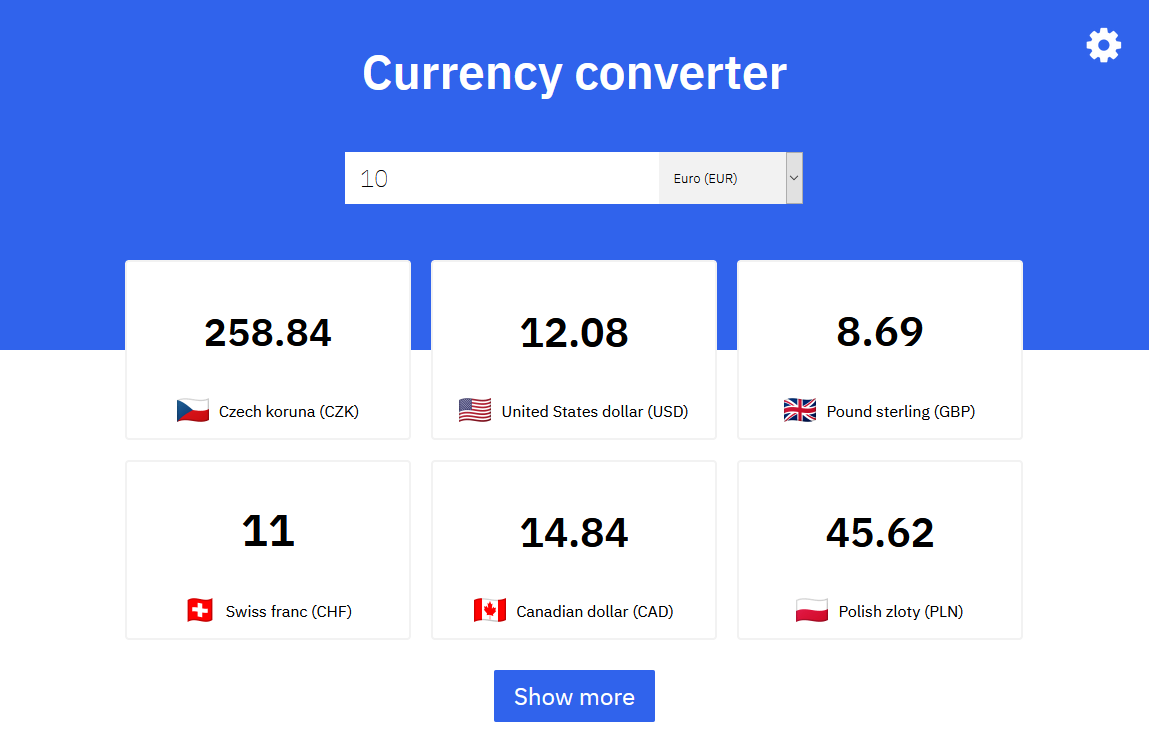 Currency converter
10 Euro (EUR)
258.84 12.08 8.69
Czech koruna (CZK) United States dollar (USD) Pound sterling (GBP)
11 14.84 45.62
Swiss franc (CHF) Canadian dollar (CAD) Polish zloty (PLN)
Show more